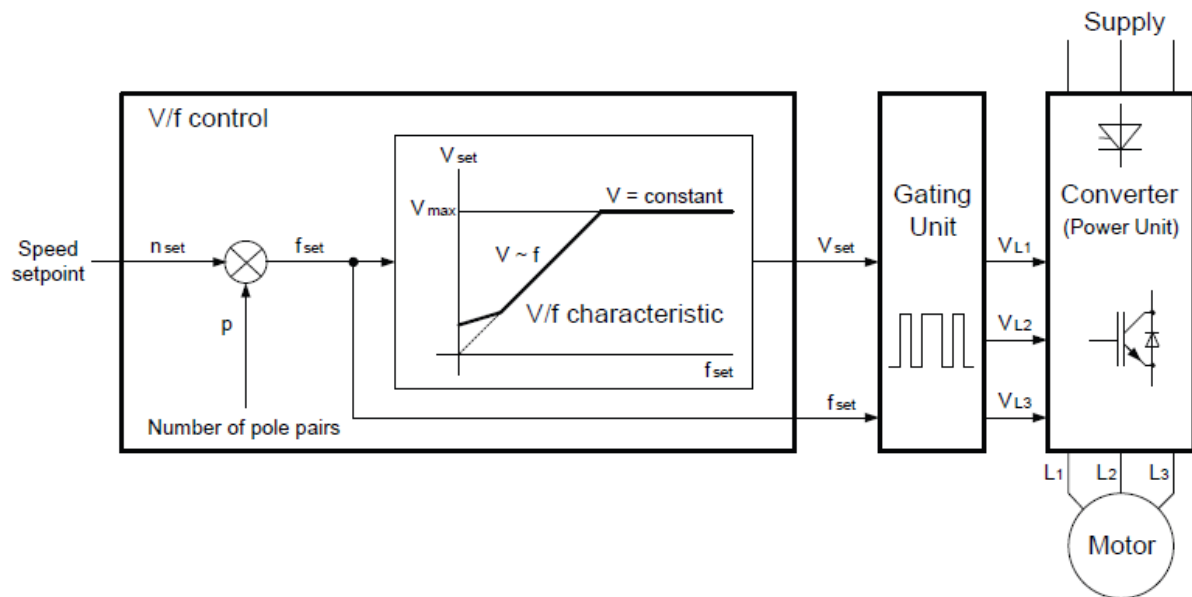 Supply
V/f control
Vset
Vmax
V = constant
V ~ f
V/f characteristic
fset
Speed
setpoint
nset
fset
p
Number of pole pairs
Vset
fset
Gating
Unit
VL1
VL2
VL3
Converter
(Power Unit)
L1
L2
L3
Motor